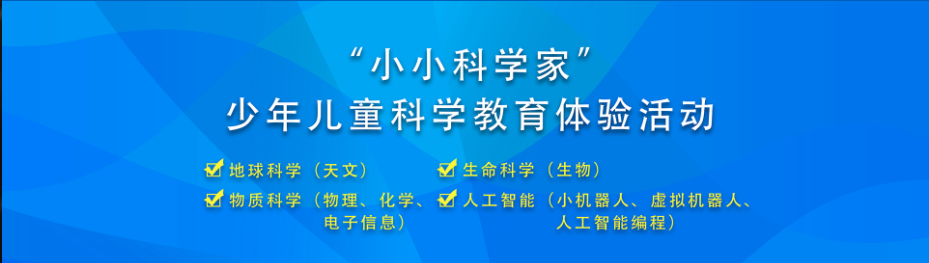 “小小科学家”
少年儿童科学教育体验活动
地球科学（天文）
生命科学（生物）
物质科学（物理、化学、
电子信息）
人工智能（小机器人、虚拟机器人、
人工智能编程）